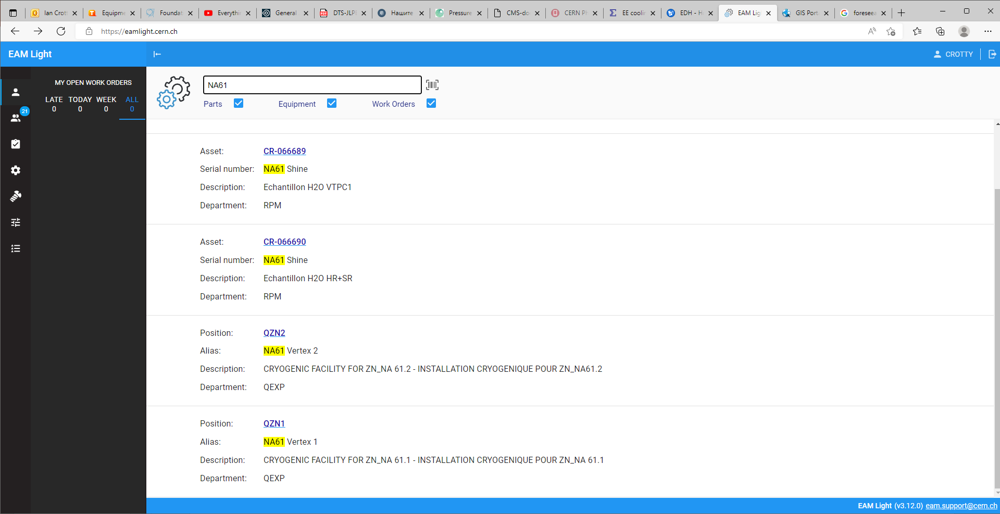 Ian Crott
Equipme
Foundat
Everythi
General
DTS-JLPI
Нашите
Pressure
CMS-do
CERN Ph
EE coolin
EDH - H
EAM Lig
GIS Port
foreseea
https://eamlight.cern.ch
EAM Light
CROTTY
MY OPEN WORK ORDERS
LATE TODAY WEEK ALL
0 0 0 0
21
NA61
Parts Equipment Work Orders
Asset: CR-066689
Serial number: NA61 Shine
Description: Echantillon H2O VTPC1
Department: RPM
Asset: CR-066690
Serial number: NA61 Shine
Description: Echantillon H2O HR+SR
Department: RPM
Position: QZN2
Alias: NA61 Vertex 2
Description: CRYOGENIC FACILITY FOR ZN_NA 61.2 - INSTALLATION CRYOGENIQUE POUR ZN_NA61.2
Department: QEXP
Position: QZN1
Alias: NA61 Vertex 1
Description: CRYOGENIC FACILITY FOR ZN_NA 61.1 - INSTALLATION CRYOGENIQUE POUR ZN_NA 61.1
Department: QEXP
EAM Light (v3.12.0) eam.support@cern.ch